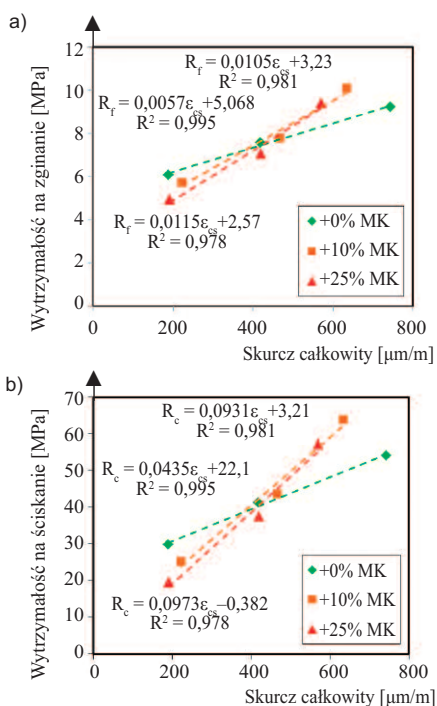 a)
Wytrzymałość na zginanie [MPa]
12
10
8
6
4
2
0
R_f = 0,0105ε_cs+3,23
R² = 0,981
R_f = 0,0057ε_cs+5,068
R² = 0,995
R_f = 0,0115ε_cs+2,57
R² = 0,978
+0% MK
+10% MK
+25% MK
0 200 400 600 800
Skurcz całkowity [μm/m]
b)
Wytrzymałość na ściskanie [MPa]
70
60
50
40
30
20
10
0
R_c = 0,0931ε_cs+3,21
R² = 0,981
R_c = 0,0435ε_cs+22,1
R² = 0,995
R_c = 0,0973ε_cs–0,382
R² = 0,978
+0% MK
+10% MK
+25% MK
0 200 400 600 800
Skurcz całkowity [μm/m]